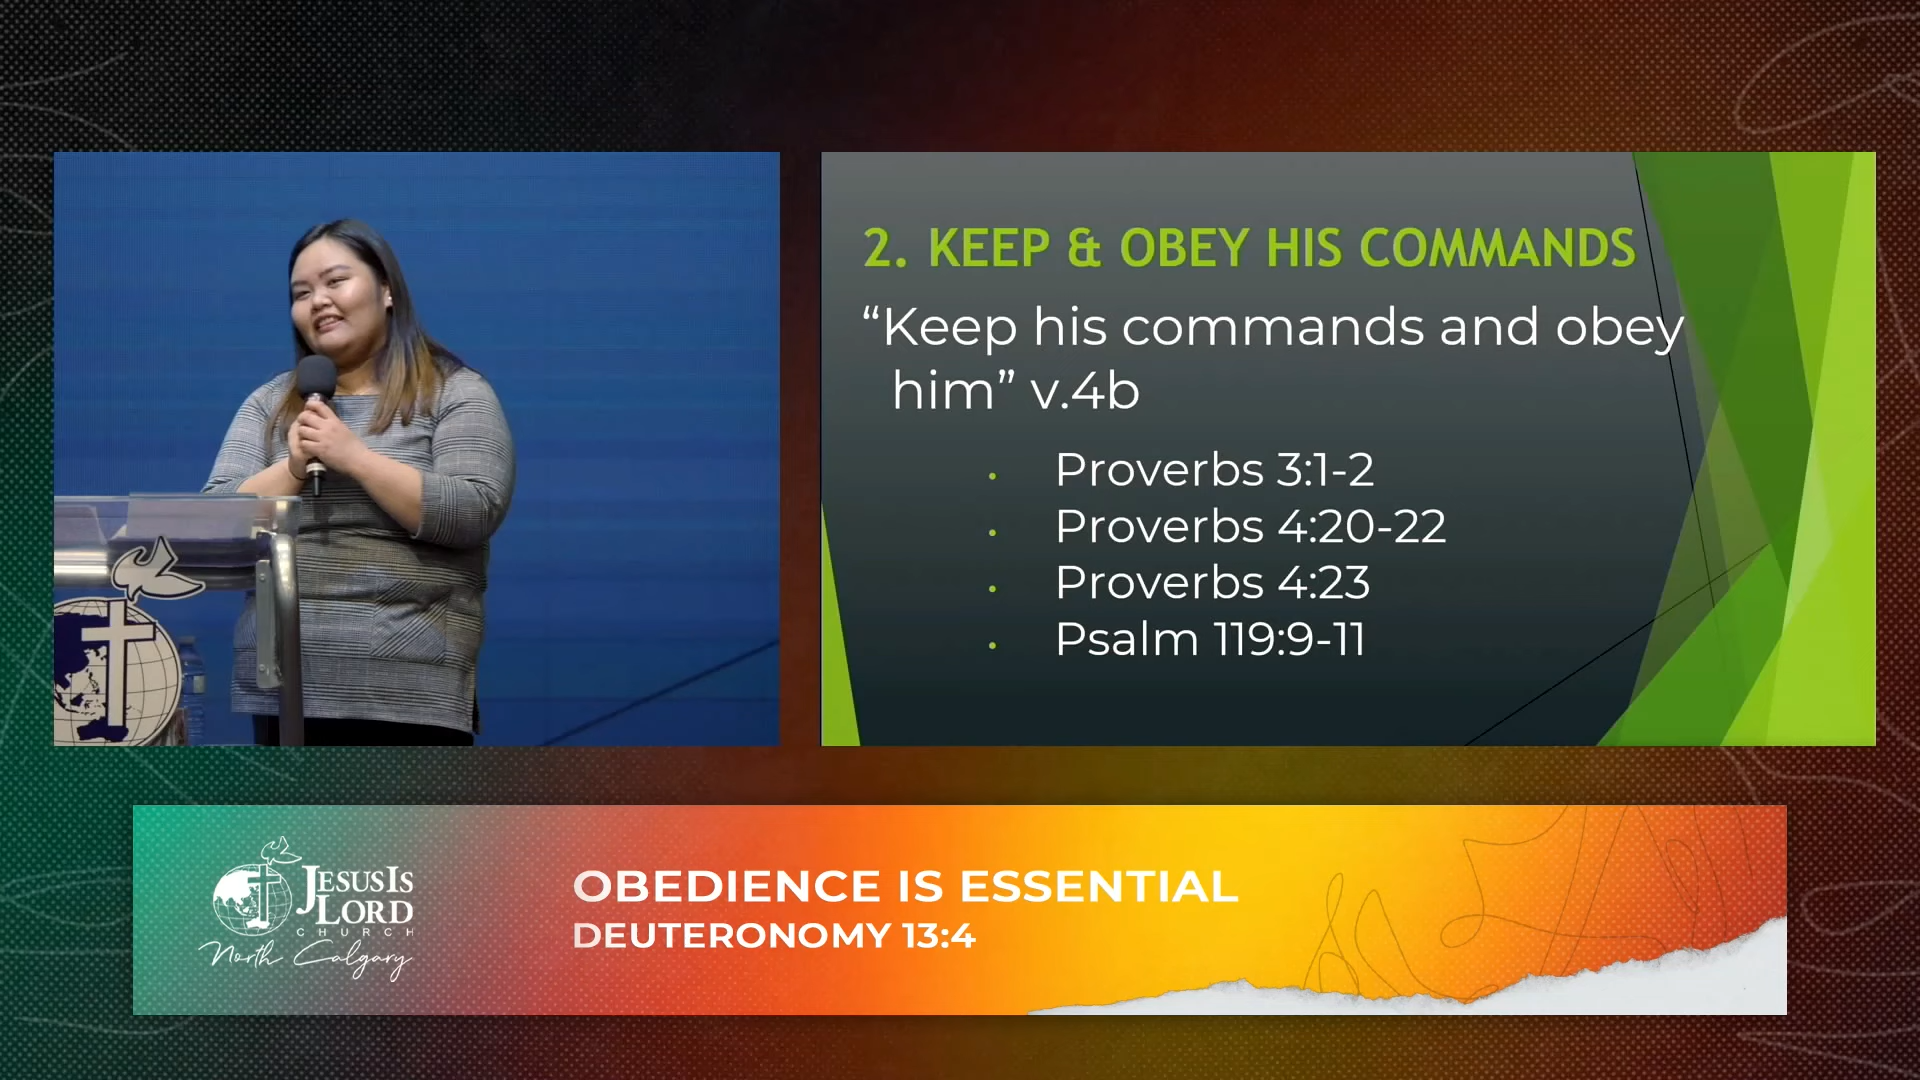 2. KEEP & OBEY HIS COMMANDS
“Keep his commands and obey
him” v.4b
• Proverbs 3:1-2
• Proverbs 4:20-22
• Proverbs 4:23
• Psalm 119:9-11
JESUS IS
LORD
CHURCH
North Calgary
OBEDIENCE IS ESSENTIAL
DEUTERONOMY 13:4